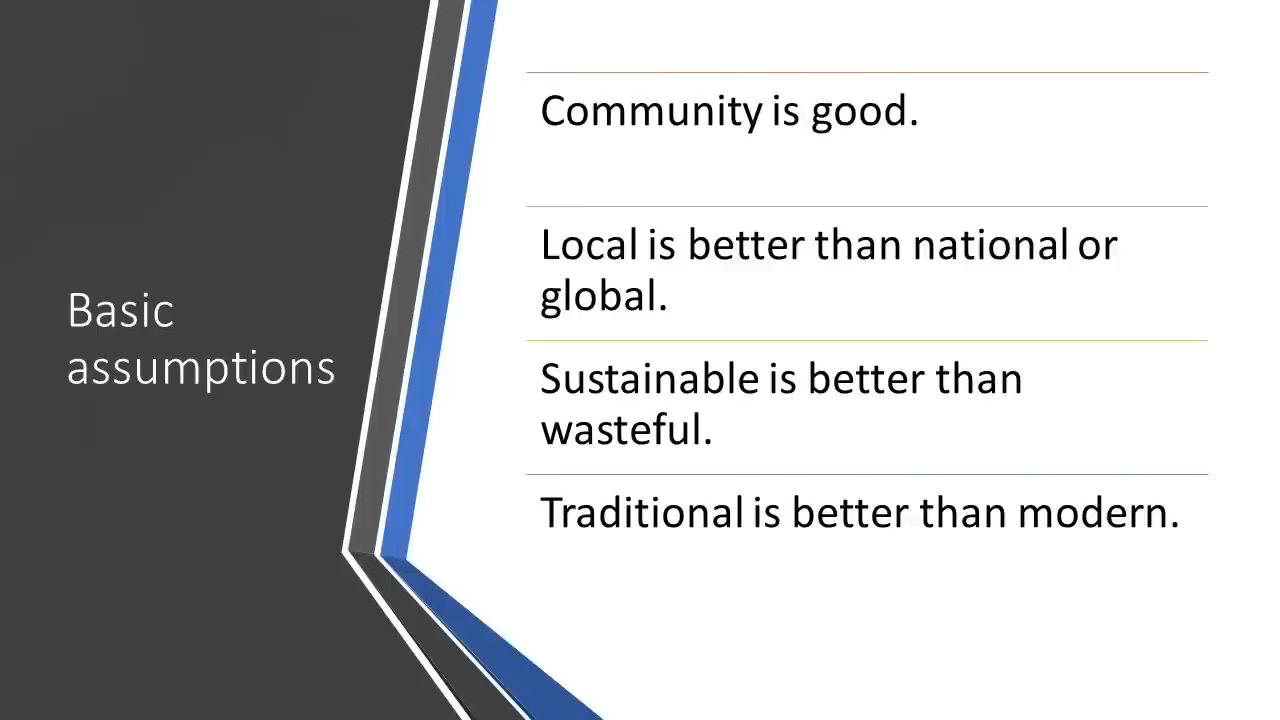 Basic
assumptions
Community is good.
Local is better than national or
global.
Sustainable is better than
wasteful.
Traditional is better than modern.